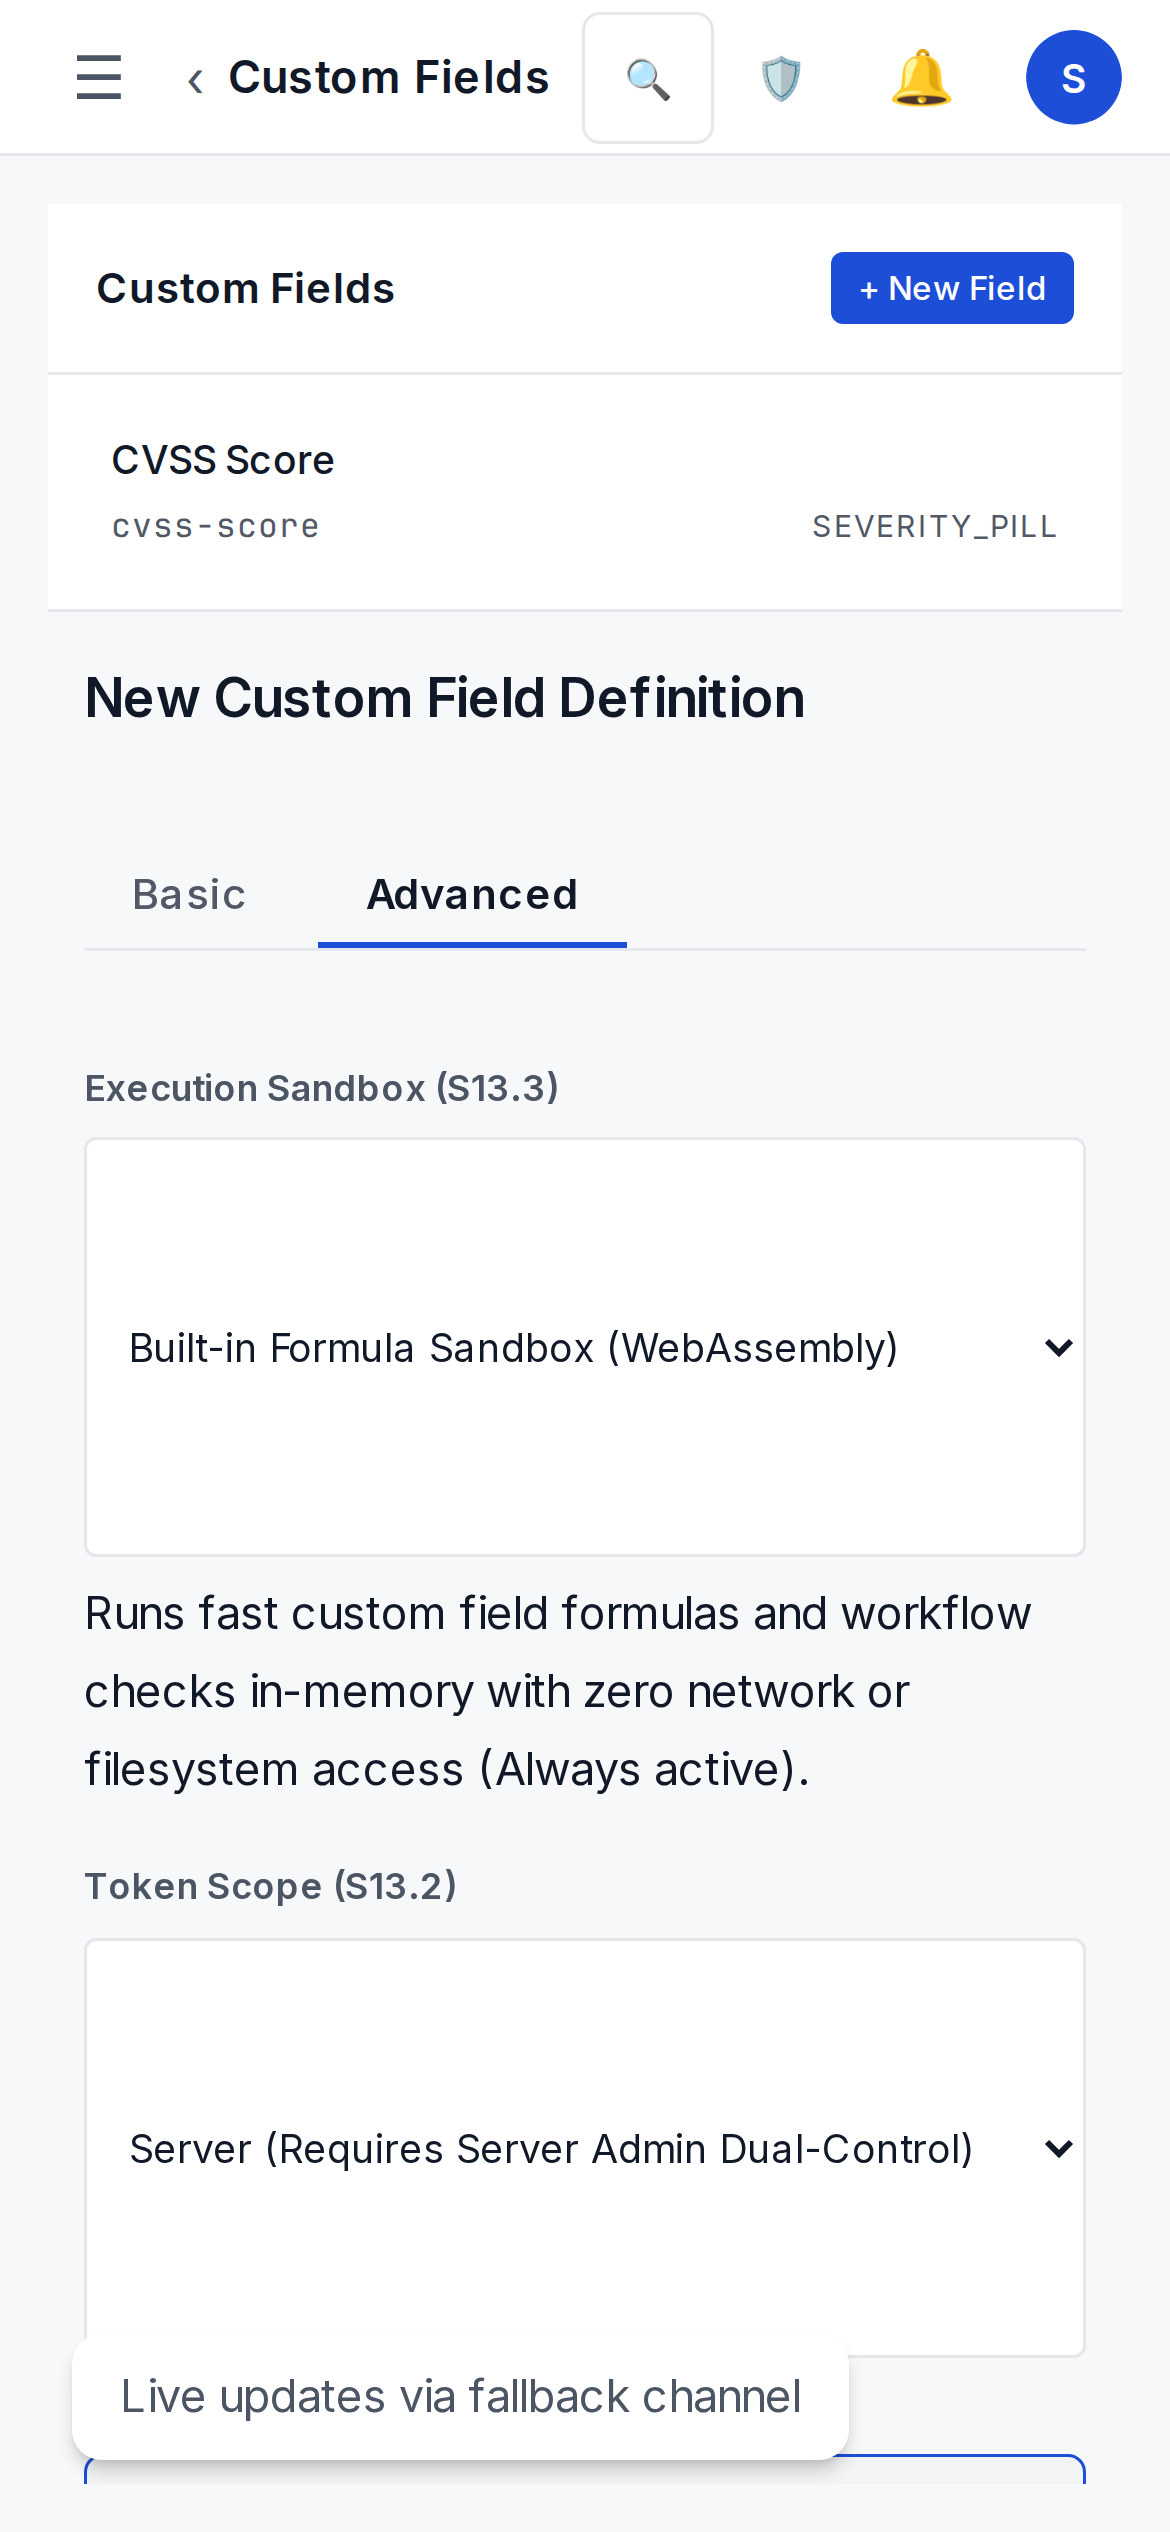 ‹ Custom Fields
S
Custom Fields
+ New Field
CVSS Score
cvss-score
SEVERITY_PILL
New Custom Field Definition
Basic
Advanced
Execution Sandbox (S13.3)
Built-in Formula Sandbox (WebAssembly)
Runs fast custom field formulas and workflow
checks in-memory with zero network or
filesystem access (Always active).
Token Scope (S13.2)
Server (Requires Server Admin Dual-Control)
Live updates via fallback channel